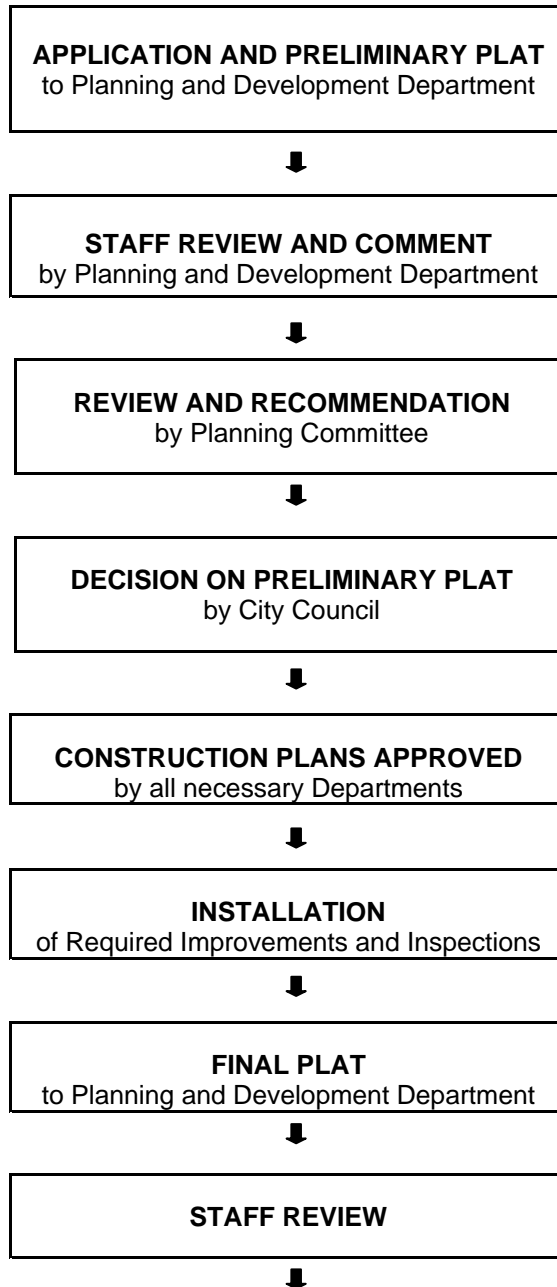 APPLICATION AND PRELIMINARY PLAT
to Planning and Development Department
STAFF REVIEW AND COMMENT
by Planning and Development Department
REVIEW AND RECOMMENDATION
by Planning Committee
DECISION ON PRELIMINARY PLAT
by City Council
CONSTRUCTION PLANS APPROVED
by all necessary Departments
INSTALLATION
of Required Improvements and Inspections
FINAL PLAT
to Planning and Development Department
STAFF REVIEW